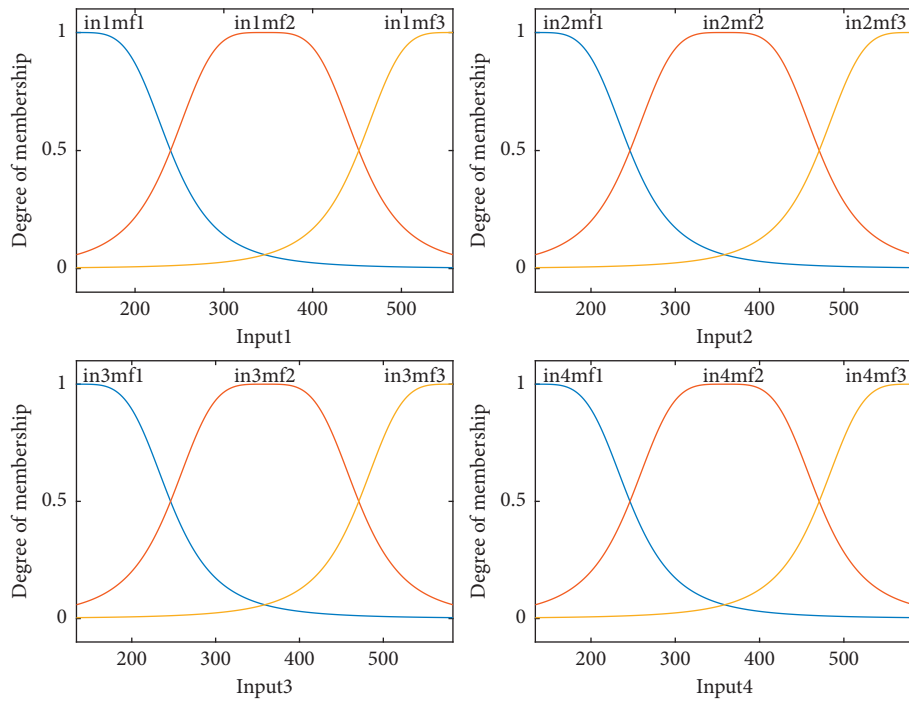 in1mf1 in1mf2 in1mf3
1
0.5
0
Degree of membership
200 300 400 500
Input1
in2mf1 in2mf2 in2mf3
1
0.5
0
Degree of membership
200 300 400 500
Input2
in3mf1 in3mf2 in3mf3
1
0.5
0
Degree of membership
200 300 400 500
Input3
in4mf1 in4mf2 in4mf3
1
0.5
0
Degree of membership
200 300 400 500
Input4